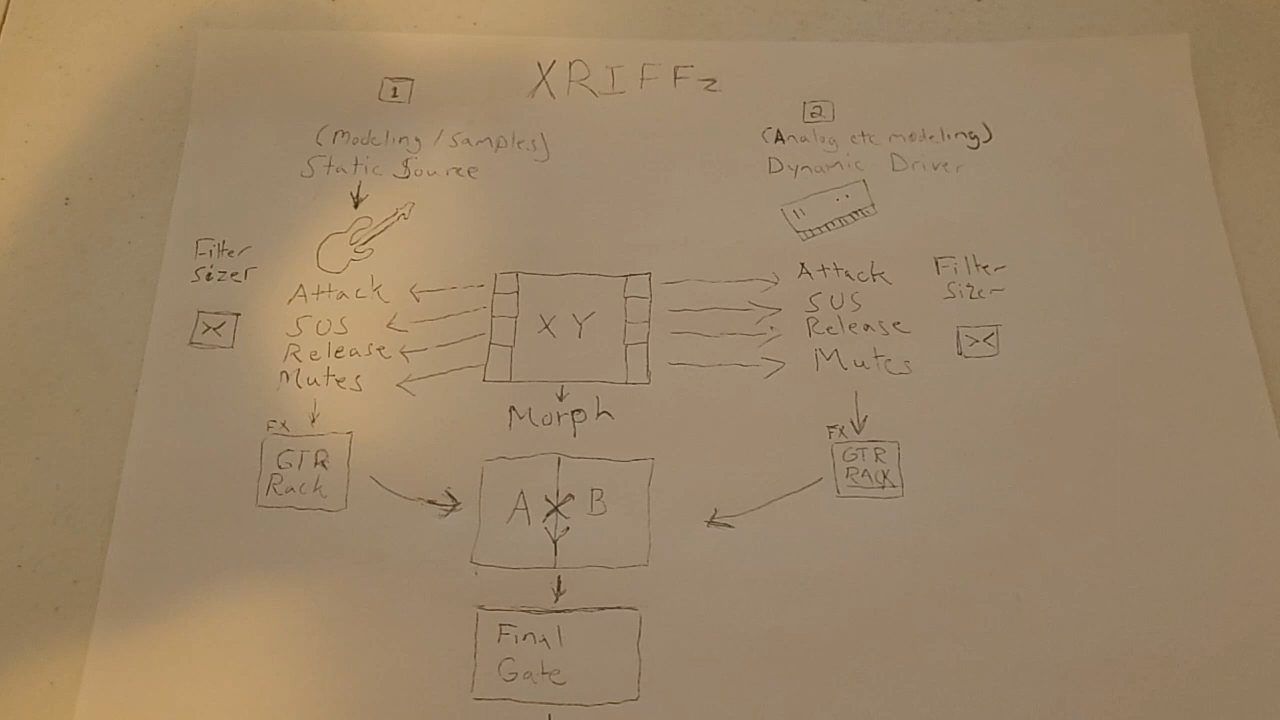 XRIFFz
1
(Modeling / Samples)
Static Source
2
(Analog etc modeling)
Dynamic Driver
Filter
Sizer
Attack
SUS
Release
Mutes
X Y
Morph
Attack
SUS
Release
Mutes
Filter
Sizer
FX
GTR
Rack
A X B
Y
FX
GTR
RACK
Final
Gate